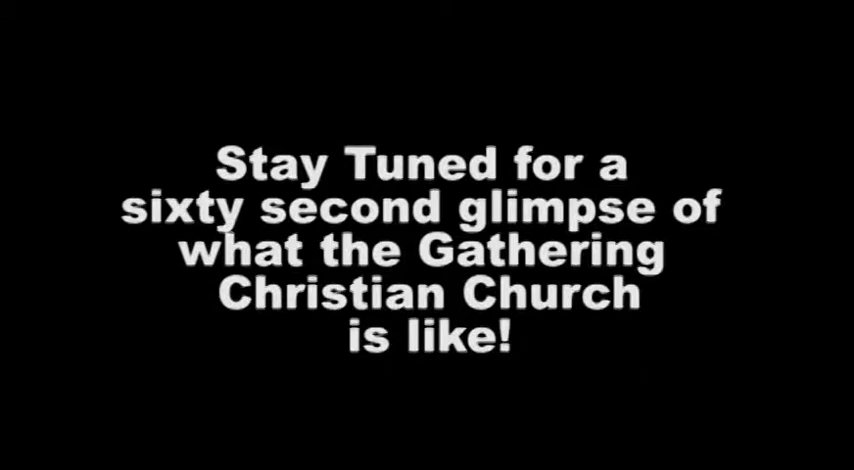 Stay Tuned for a
sixty second glimpse of
what the Gathering
Christian Church
is like!